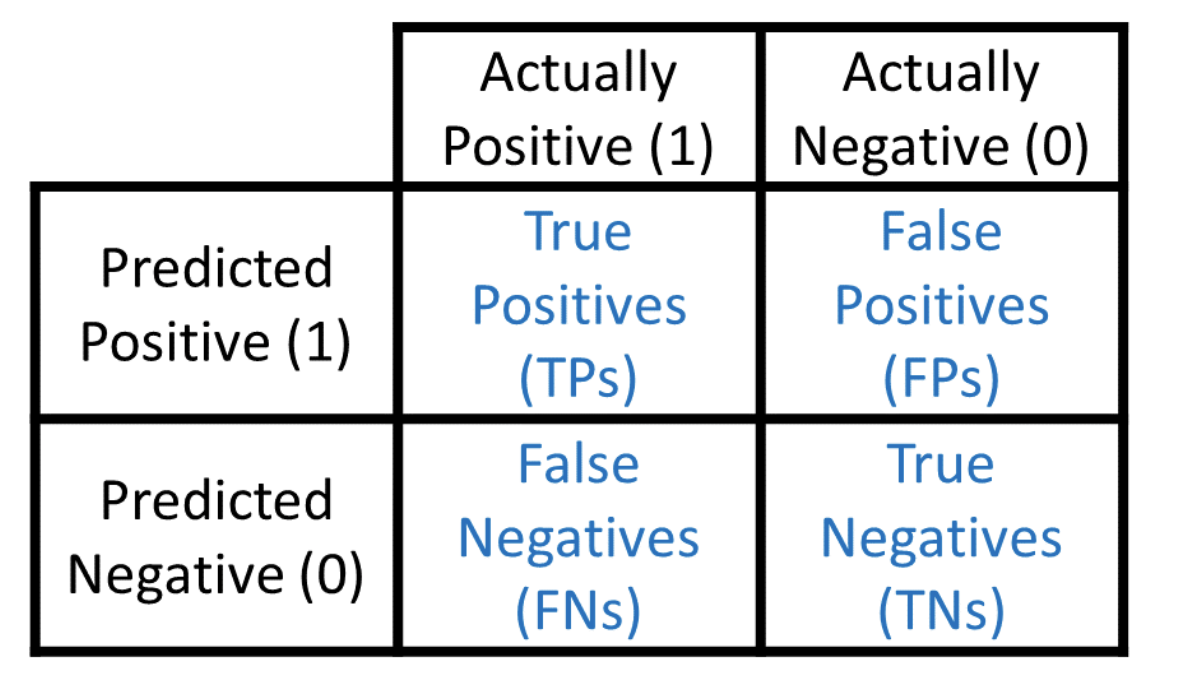 Actually
Positive (1)
Actually
Negative (0)
Predicted
Positive (1)
True
Positives
(TPs)
False
Positives
(FPs)
Predicted
Negative (0)
False
Negatives
(FNs)
True
Negatives
(TNs)